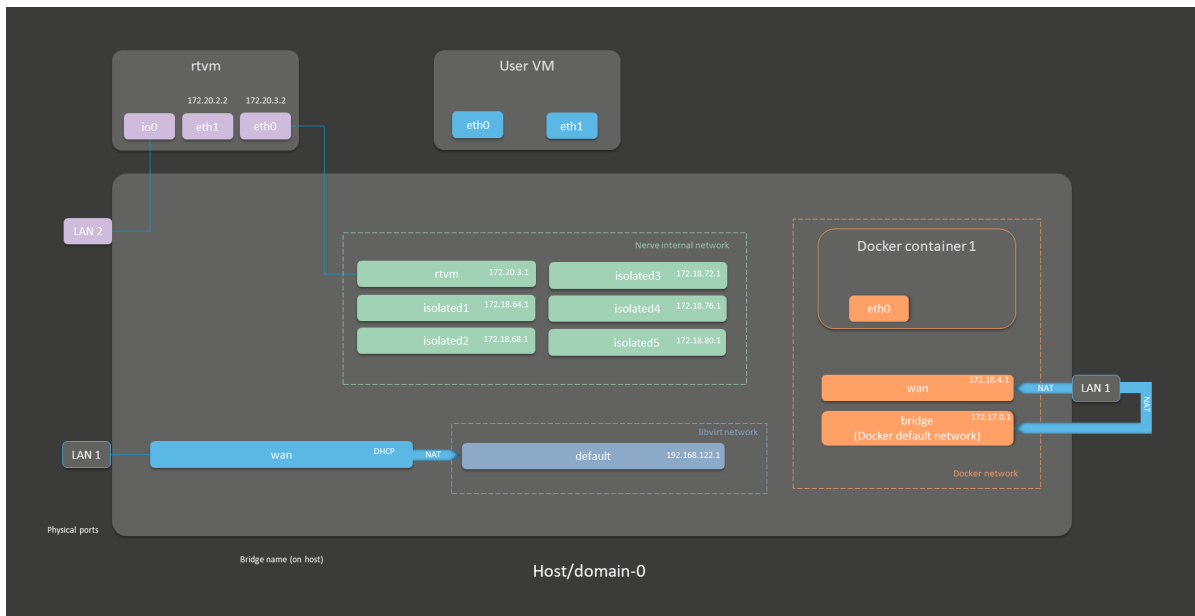 rtvm
172.20.2.2
172.20.3.2
io0
eth1
eth0
User VM
eth0
eth1
LAN 2
Nerve internal network
rtvm 172.20.3.1
isolated1 172.18.64.1
isolated2 172.18.68.1
isolated3 172.18.72.1
isolated4 172.18.76.1
isolated5 172.18.80.1
Docker container 1
eth0
wan 172.18.4.1
NAT
LAN 1
NAT
bridge 172.17.0.1
(Docker default network)
Docker network
LAN 1
wan DHCP
NAT
libvirt network
default 192.168.122.1
Physical ports
Bridge name (on host)
Host/domain-0